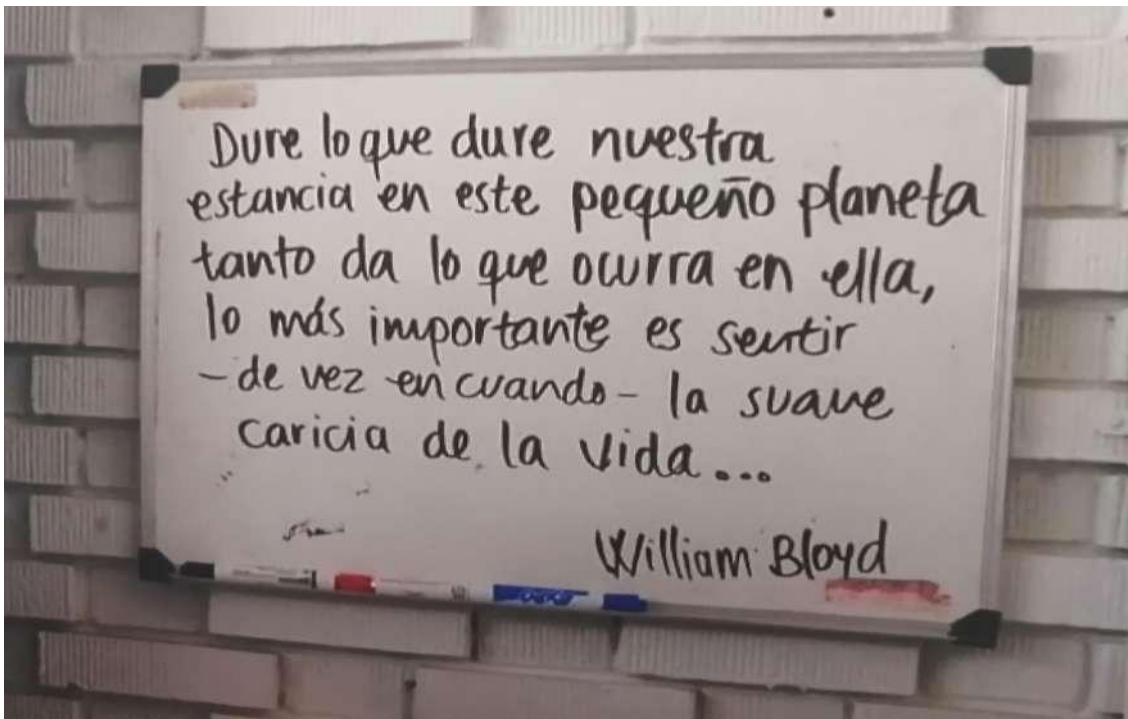 Dure lo que dure nuestra
estancia en este pequeño planeta
tanto da lo que ocurra en ella,
lo más importante es sentir
- de vez en cuando - la suave
caricia de la vida...
William Bloyd